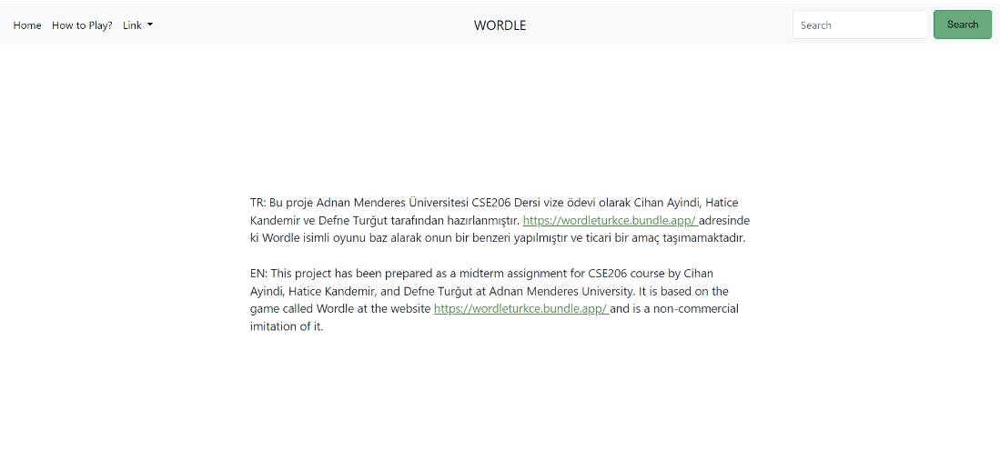 Home How to Play? Link WORDLE Search Search
TR: Bu proje Adnan Menderes Üniversitesi CSE206 Dersi vize ödevi olarak Cihan Ayindi, Hatice
Kandemir ve Defne Turğut tarafından hazırlanmıştır. https://wordleturkce.bundle.app/ adresinde
ki Wordle isimli oyunu baz alarak onun bir benzeri yapılmıştır ve ticari bir amaç taşımamaktadır.
EN: This project has been prepared as a midterm assignment for CSE206 course by Cihan
Ayindi, Hatice Kandemir, and Defne Turğut at Adnan Menderes University. It is based on the
game called Wordle at the website https://wordleturkce.bundle.app/ and is a non-commercial
imitation of it.